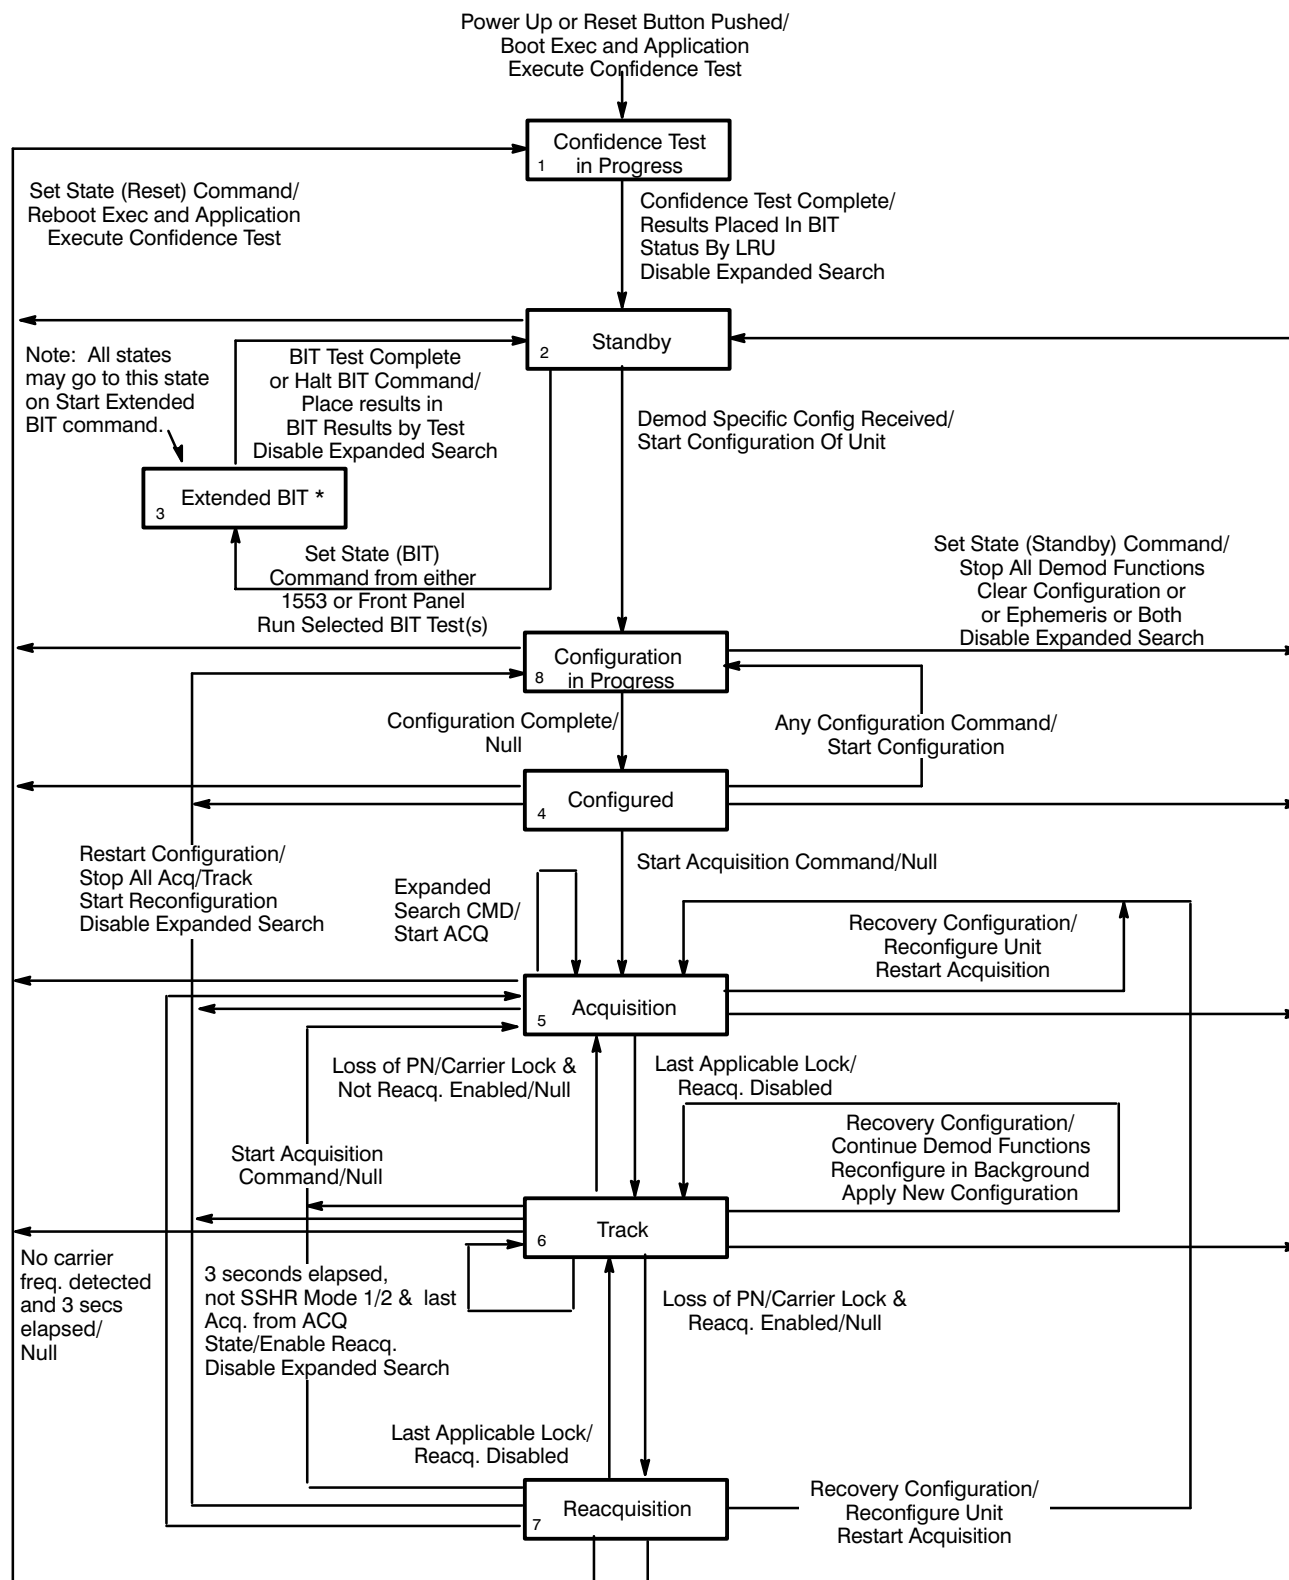 Power Up or Reset Button Pushed/
Boot Exec and Application
Execute Confidence Test
Confidence Test
in Progress
1
Set State (Reset) Command/
Reboot Exec and Application
Execute Confidence Test
Confidence Test Complete/
Results Placed In BIT
Status By LRU
Disable Expanded Search
Standby
2
Note: All states
may go to this state
on Start Extended
BIT command.
BIT Test Complete
or Halt BIT Command/
Place results in
BIT Results by Test
Disable Expanded Search
Demod Specific Config Received/
Start Configuration Of Unit
Extended BIT *
3
Set State (BIT)
Command from either
1553 or Front Panel
Run Selected BIT Test(s)
Set State (Standby) Command/
Stop All Demod Functions
Clear Configuration or
or Ephemeris or Both
Disable Expanded Search
Configuration
in Progress
8
Configuration Complete/
Null
Any Configuration Command/
Start Configuration
Configured
4
Restart Configuration/
Stop All Acq/Track
Start Reconfiguration
Disable Expanded Search
Start Acquisition Command/Null
Expanded
Search CMD/
Start ACQ
Recovery Configuration/
Reconfigure Unit
Restart Acquisition
Acquisition
5
Loss of PN/Carrier Lock &
Not Reacq. Enabled/Null
Last Applicable Lock/
Reacq. Disabled
Start Acquisition
Command/Null
Recovery Configuration/
Continue Demod Functions
Reconfigure in Background
Apply New Configuration
Track
6
No carrier
freq. detected
and 3 secs
elapsed/
Null
3 seconds elapsed,
not SSHR Mode 1/2 & last
Acq. from ACQ
State/Enable Reacq.
Disable Expanded Search
Loss of PN/Carrier Lock &
Reacq. Enabled/Null
Last Applicable Lock/
Reacq. Disabled
Reacquisition
7
Recovery Configuration/
Reconfigure Unit
Restart Acquisition